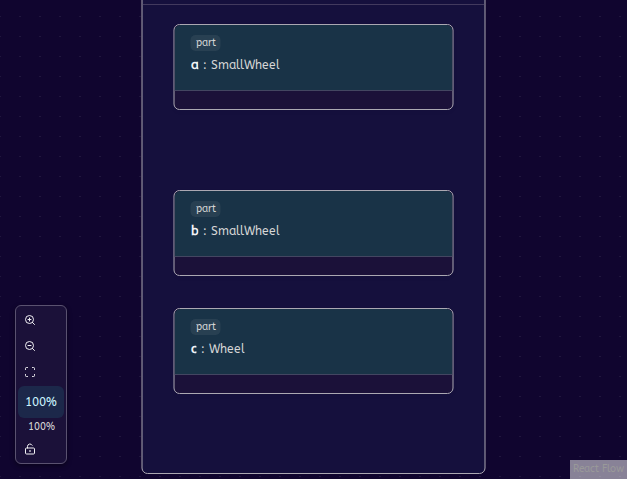 part
a : SmallWheel
part
b : SmallWheel
part
c : Wheel
100%
100%
React Flow